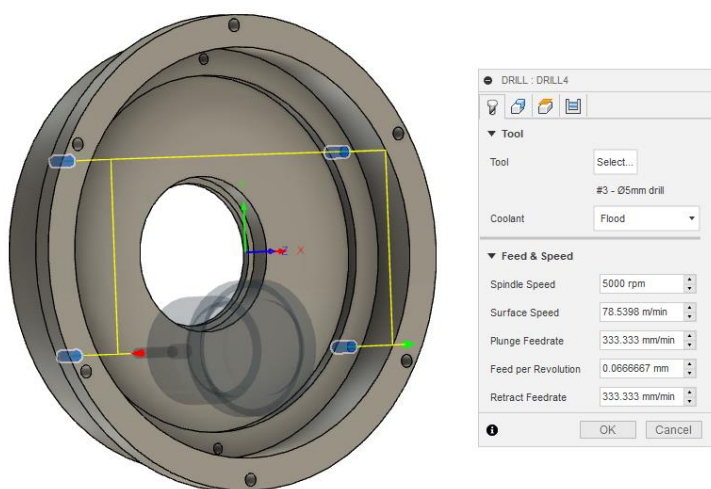 DRILL : DRILL4
Tool
Tool Select...
#3 - Ø5mm drill
Coolant Flood
Feed & Speed
Spindle Speed 5000 rpm
Surface Speed 78.5398 m/min
Plunge Feedrate 333.333 mm/min
Feed per Revolution 0.0666667 mm
Retract Feedrate 333.333 mm/min
OK Cancel
Z X